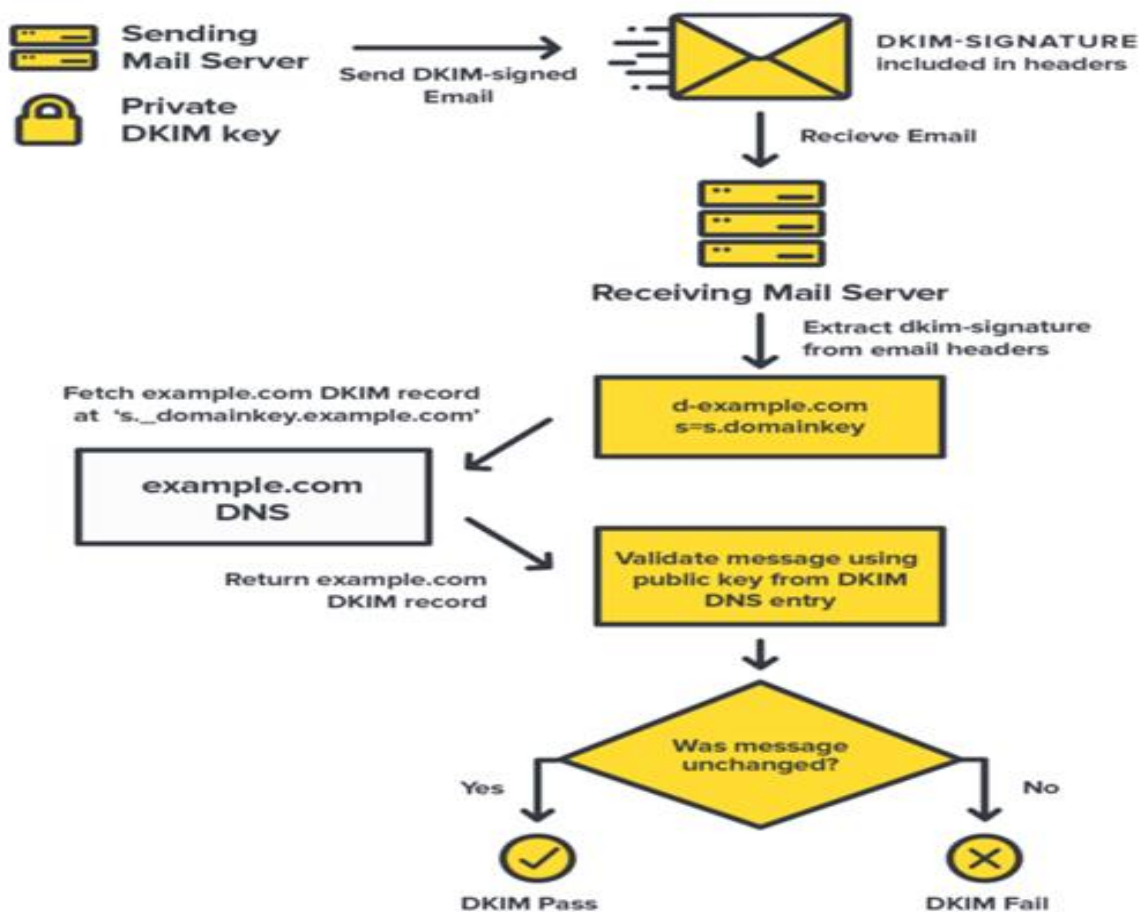 Sending
Mail Server
Private
DKIM key
Send DKIM-signed
Email
DKIM-SIGNATURE
included in headers
Recieve Email
Receiving Mail Server
Extract dkim-signature
from email headers
d-example.com
s=s.domainkey
Fetch example.com DKIM record
at ‘s._domainkey.example.com’
example.com
DNS
Return example.com
DKIM record
Validate message using
public key from DKIM
DNS entry
Was message
unchanged?
Yes
No
DKIM Pass
DKIM Fail